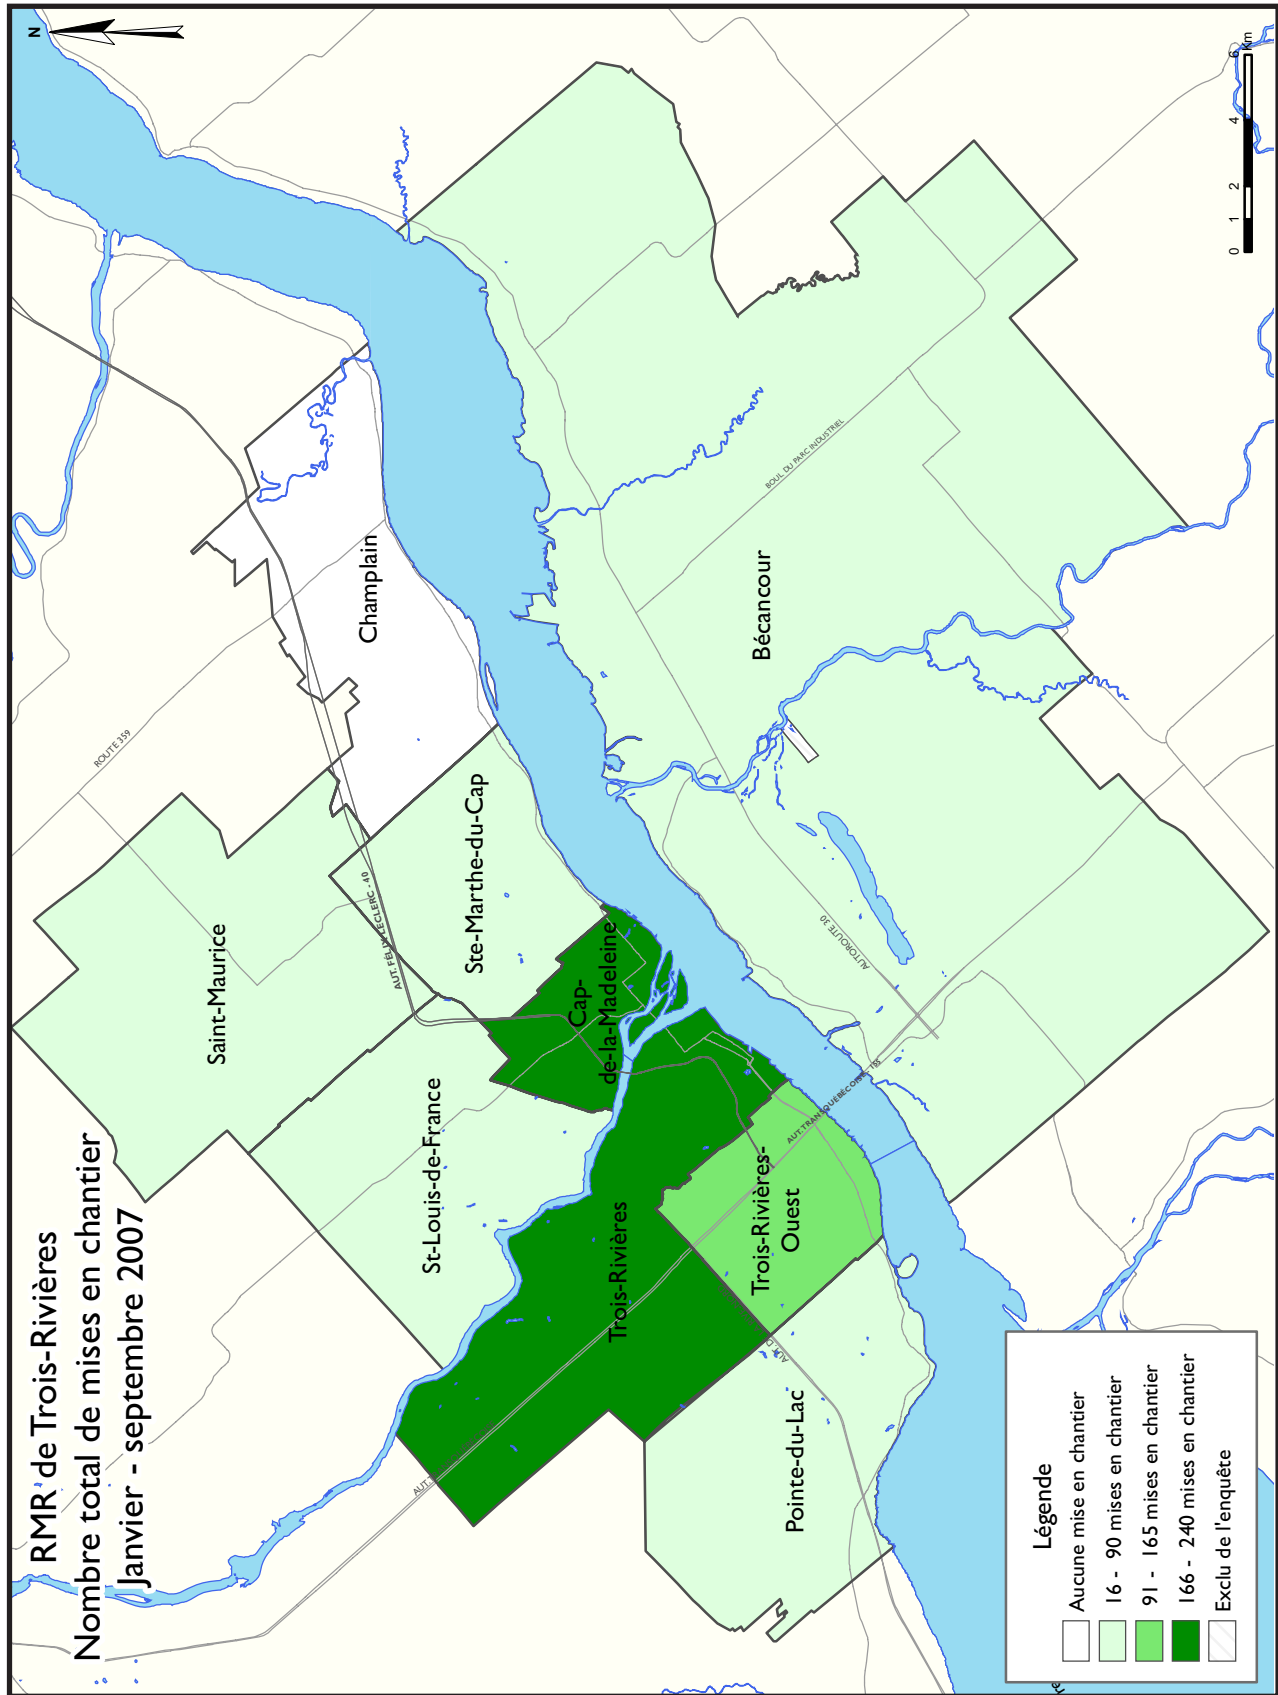 RMR de Trois-Rivières
Nombre total de mises en chantier
Janvier - septembre 2007
N
ROUTE 359
Saint-Maurice
Champlain
AUT. FÉLIX-LECLERC - 40
Ste-Marthe-du-Cap
St-Louis-de-France
Cap-
de-la-Madeleine
Trois-Rivières
Trois-Rivières-
Ouest
Pointe-du-Lac
Bécancour
BOUL DU PARC INDUSTRIEL
AUTOROUTE 30
AUT.
0 1 2 4 6
Km
Légende
Aucune mise en chantier
16 - 90 mises en chantier
91 - 165 mises en chantier
166 - 240 mises en chantier
Exclu de l'enquête